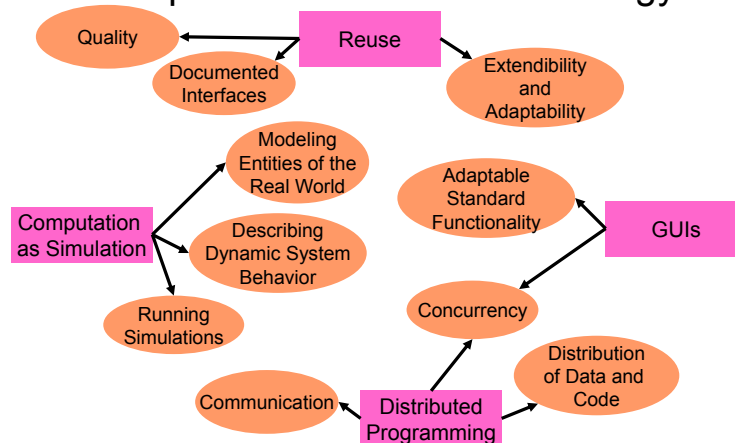 Quality
Reuse
Documented
Interfaces
Extendibility
and
Adaptability
Modeling
Entities of the
Real World
Adaptable
Standard
Functionality
Computation
as Simulation
GUIs
Describing
Dynamic System
Behavior
Running
Simulations
Concurrency
Distribution
of Data and
Code
Communication
Distributed
Programming